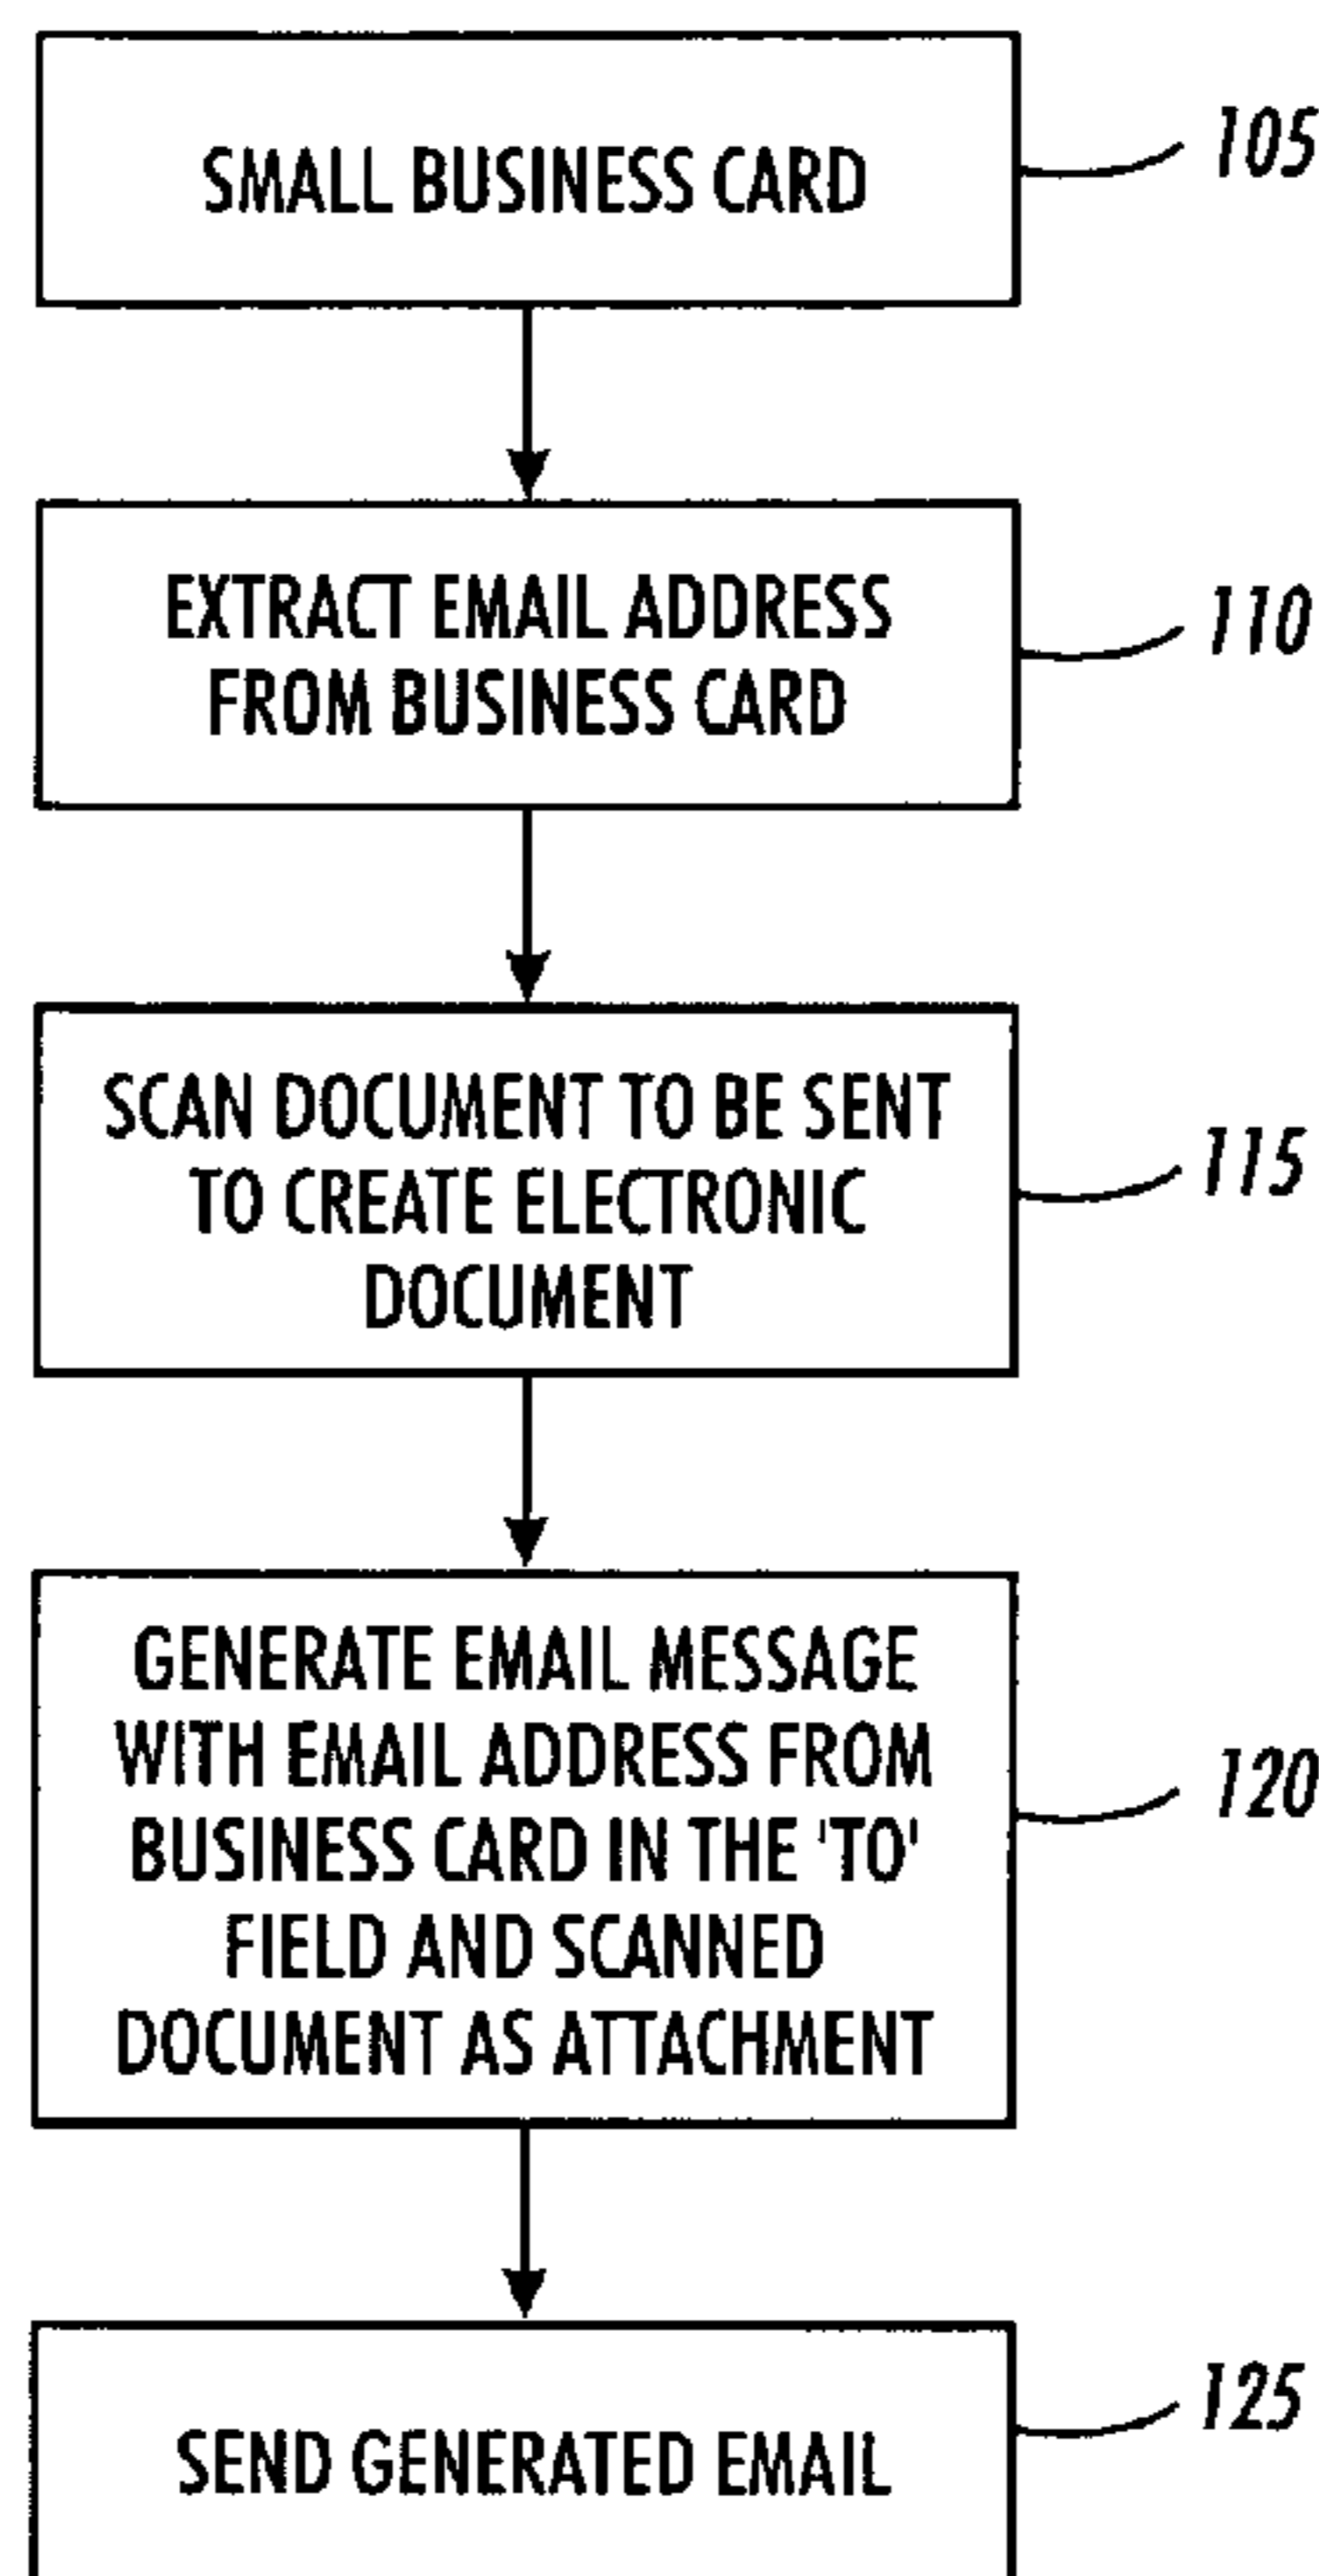 SMALL BUSINESS CARD
105
EXTRACT EMAIL ADDRESS
FROM BUSINESS CARD
110
SCAN DOCUMENT TO BE SENT
TO CREATE ELECTRONIC
DOCUMENT
115
GENERATE EMAIL MESSAGE
WITH EMAIL ADDRESS FROM
BUSINESS CARD IN THE 'TO'
FIELD AND SCANNED
DOCUMENT AS ATTACHMENT
120
SEND GENERATED EMAIL
125